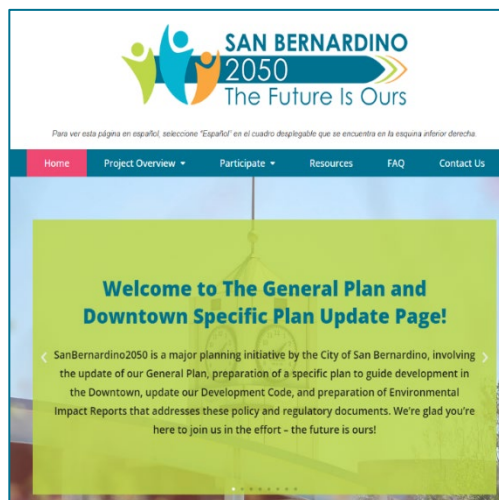 SAN BERNARDINO
2050
The Future Is Ours
Para ver esta página en español, seleccione "Español" en el cuadro desplegable que se encuentra en la esquina inferior derecha.
Home Project Overview Participate Resources FAQ Contact Us
Welcome to The General Plan and
Downtown Specific Plan Update Page!
SanBernardino2050 is a major planning initiative by the City of San Bernardino, involving
the update of our General Plan, preparation of a specific plan to guide development in
the Downtown, update our Development Code, and preparation of Environmental
Impact Reports that addresses these policy and regulatory documents. We're glad you're
here to join us in the effort – the future is ours!